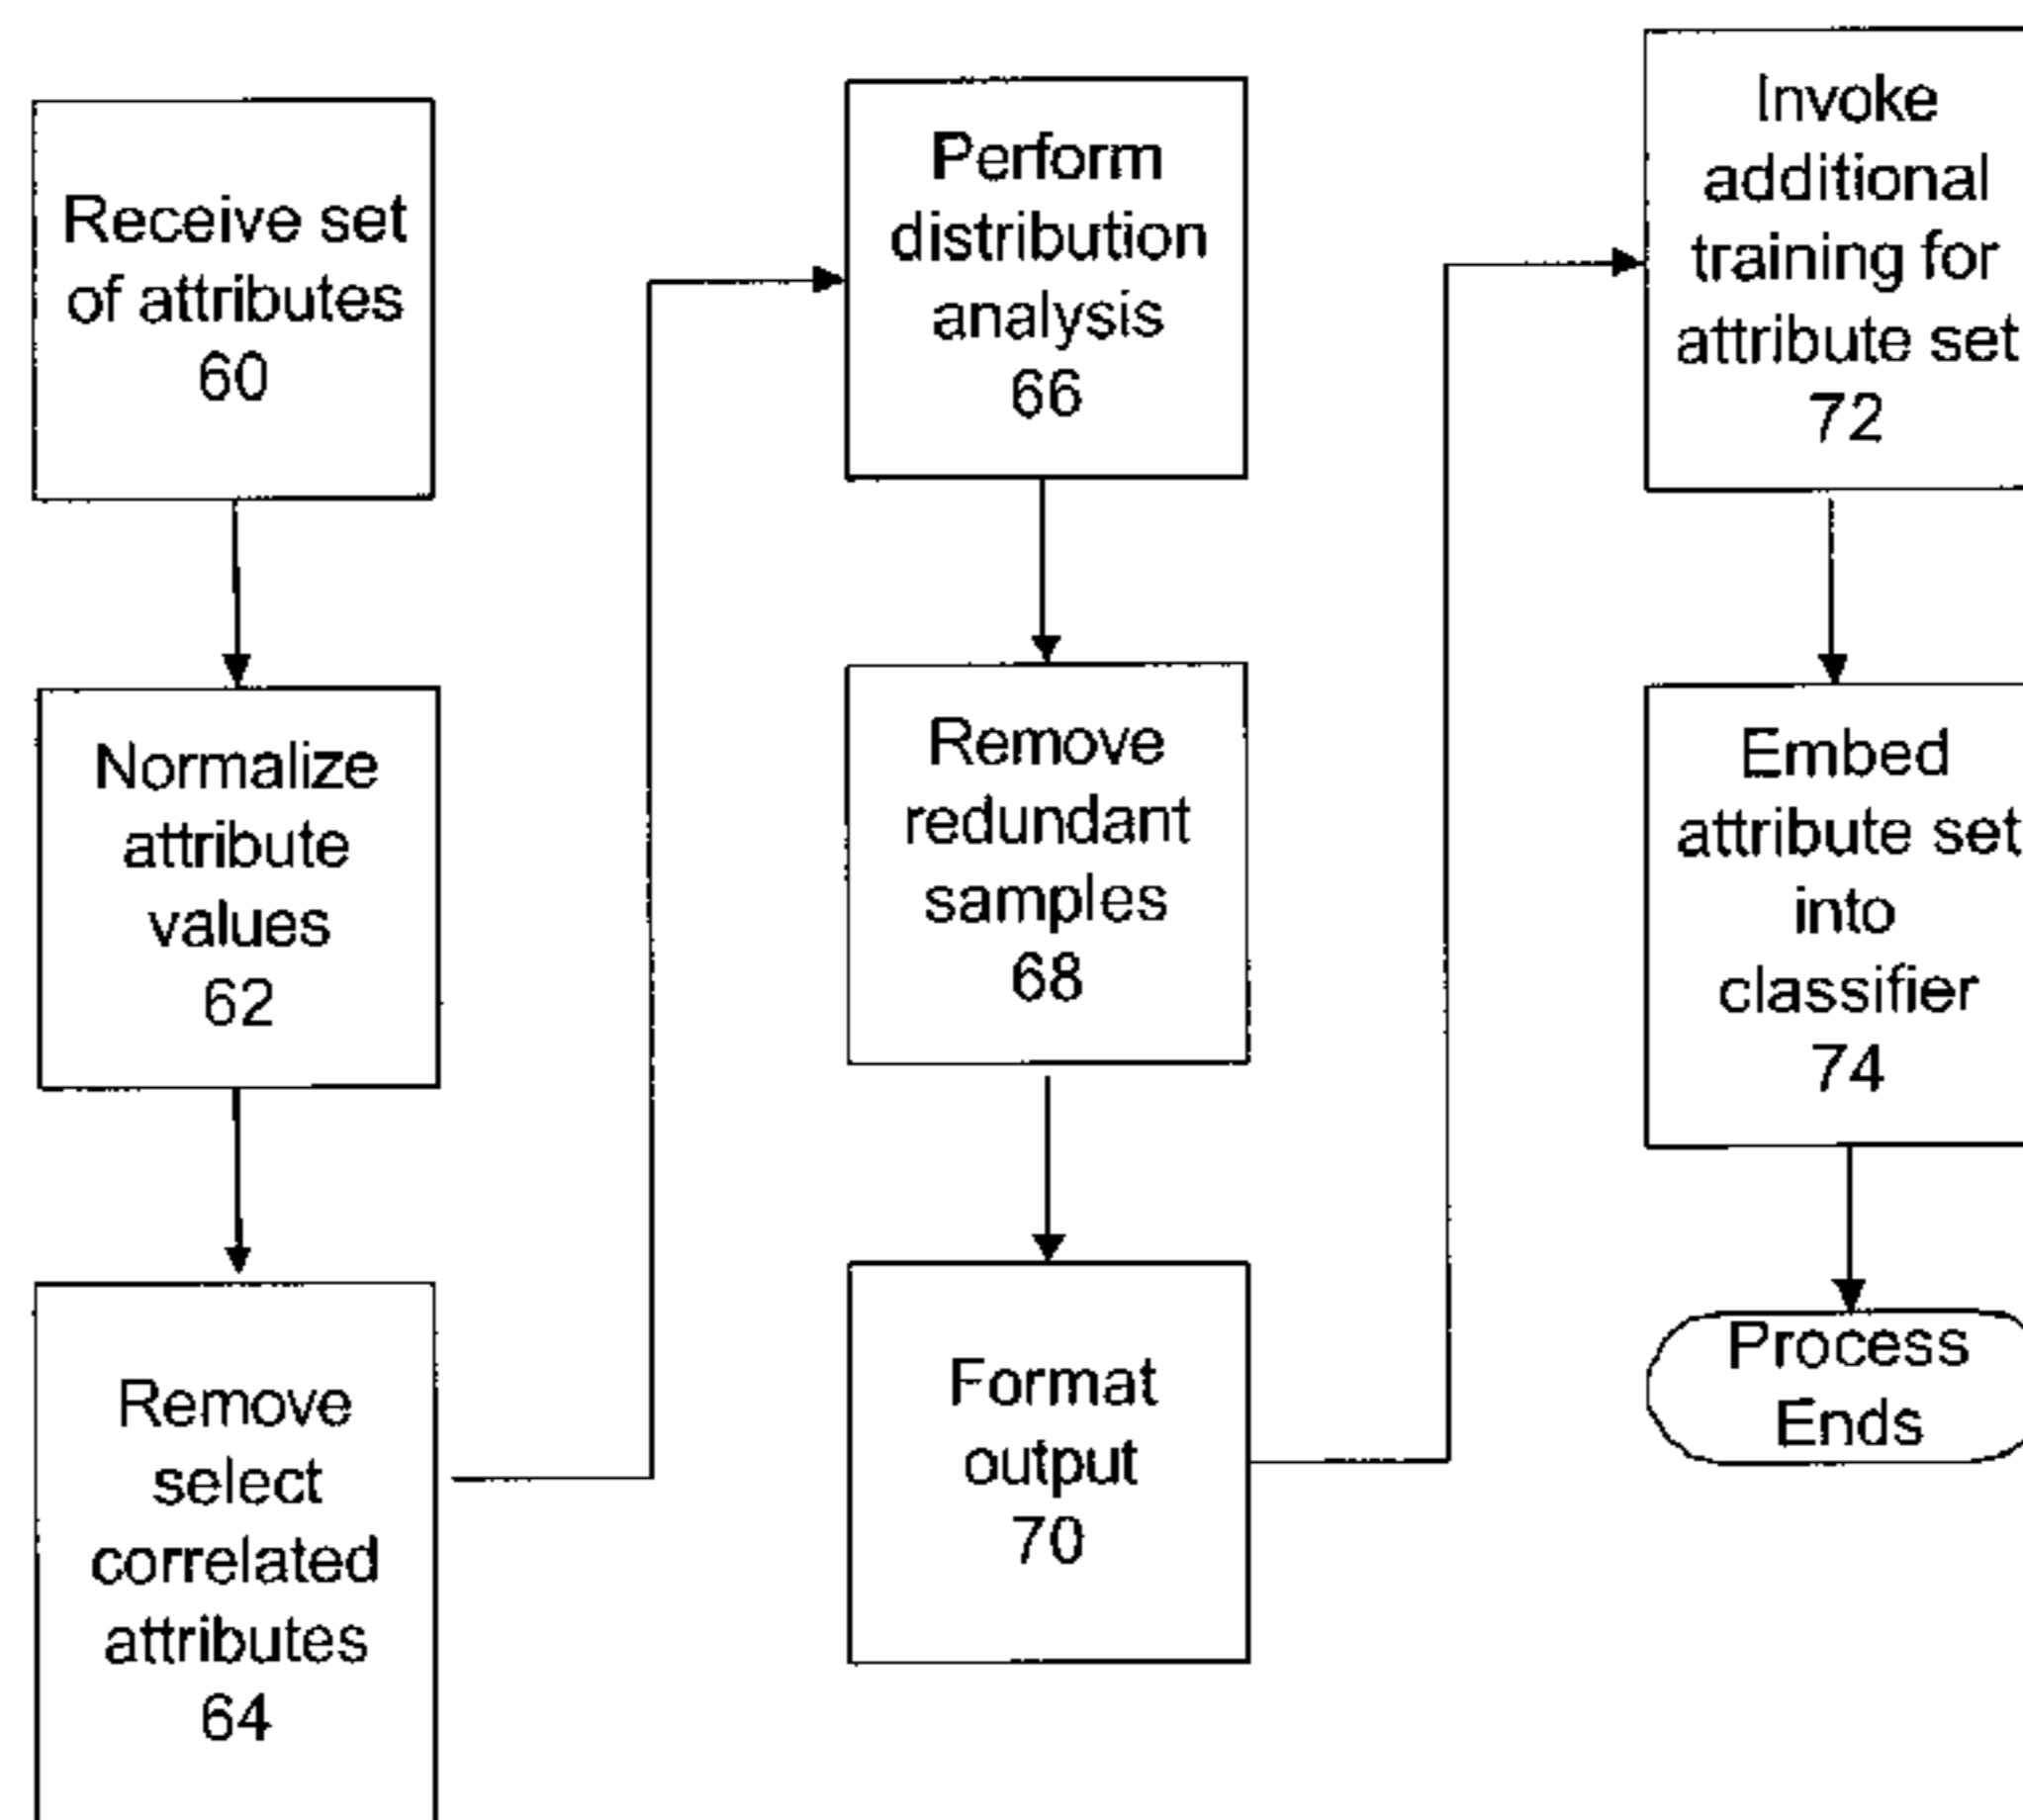 Receive set
of attributes
60
Normalize
attribute
values
62
Remove
select
correlated
attributes
64
Perform
distribution
analysis
66
Remove
redundant
samples
68
Format
output
70
Invoke
additional
training for
attribute set
72
Embed
attribute set
into
classifier
74
Process
Ends